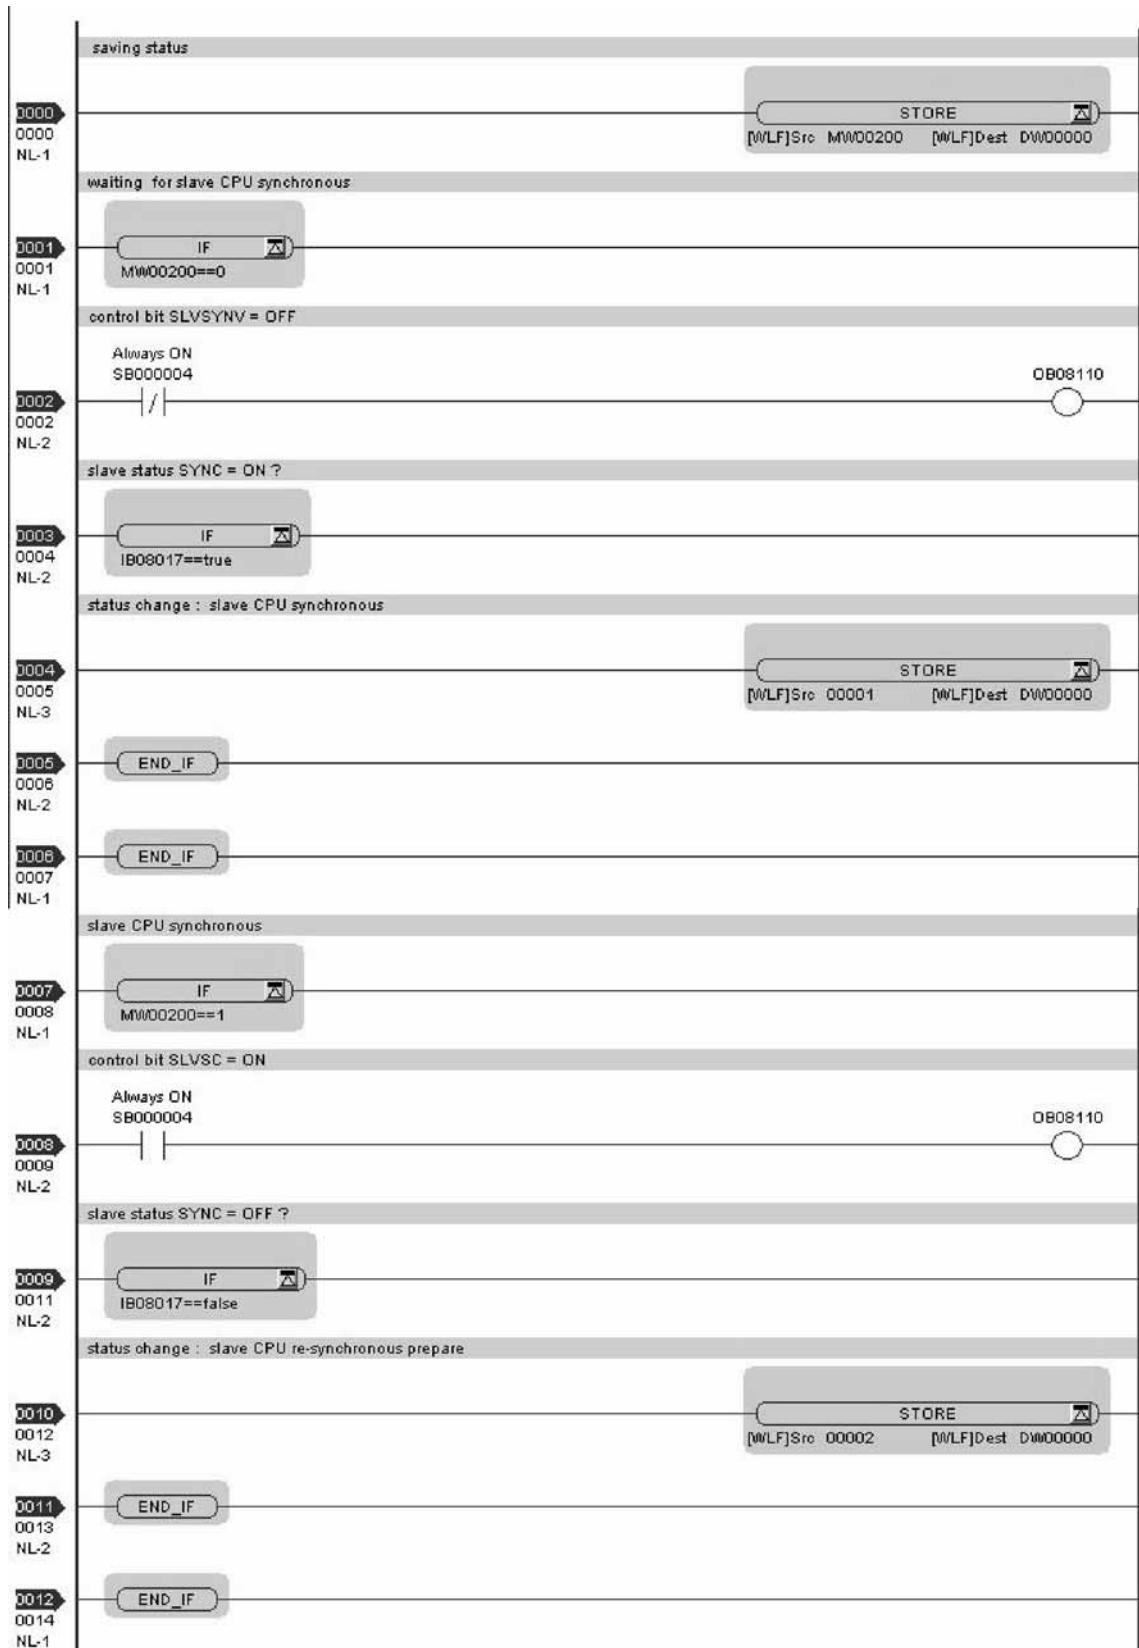 saving status
0000
0000
NL-1
STORE
[WLF]Src MW00200 [WLF]Dest DW00000
waiting for slave CPU synchronous
0001
0001
NL-1
IF
MW00200==0
control bit SLVSYNV = OFF
Always ON
SB000004
OB08110
0002
0002
NL-2
slave status SYNC = ON ?
0003
0004
NL-2
IF
IB08017==true
status change : slave CPU synchronous
0004
0005
NL-3
STORE
[WLF]Src 00001 [WLF]Dest DW00000
0005
0006
NL-2
END_IF
0006
0007
NL-1
END_IF
slave CPU synchronous
0007
0008
NL-1
IF
MW00200==1
control bit SLVSC = ON
Always ON
SB000004
OB08110
0008
0009
NL-2
slave status SYNC = OFF ?
0009
0011
NL-2
IF
IB08017==false
status change : slave CPU re-synchronous prepare
0010
0012
NL-3
STORE
[WLF]Src 00002 [WLF]Dest DW00000
0011
0013
NL-2
END_IF
0012
0014
NL-1
END_IF